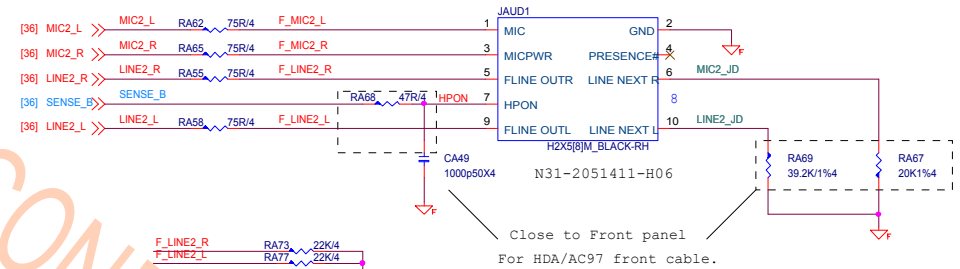 JAUD1
[36] MIC2_L MIC2_L RA62 75R/4 F_MIC2_L 1 MIC GND 2
[36] MIC2_R MIC2_R RA65 75R/4 F_MIC2_R 3 MICPWR PRESENCE# 4
[36] LINE2_R LINE2_R RA55 75R/4 F_LINE2_R 5 FLINE OUTR LINE NEXT R 6 MIC2_JD
[36] SENSE_B SENSE_B RA68 47R/4 HPON 7 HPON 8
[36] LINE2_L LINE2_L RA58 75R/4 F_LINE2_L 9 FLINE OUTL LINE NEXT L 10 LINE2_JD
H2X5[8]M_BLACK-RH
N31-2051411-H06
CA49
1000p50X4
RA69
39.2K/1%4
RA67
20K1%4
F
F
F
Close to Front panel
For HDA/AC97 front cable.
F_LINE2_R RA73 22K/4
F_LINE2_L RA77 22K/4
CON